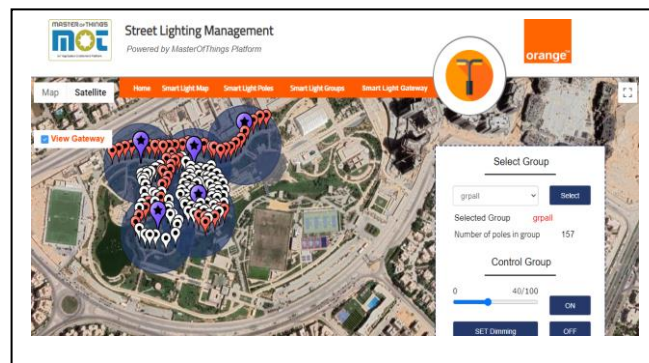 MASTER OF THINGS
MOT
Street Lighting Management
Powered by MasterOfThings Platform
orange™
Map
Satellite
Home
Smart Light Map
Smart Light Poles
Smart Light Groups
Smart Light Gateway
View Gateway
Select Group
grpall
Select
Selected Group
grpall
Number of poles in group
157
Control Group
0
40/100
ON
SET Dimming
OFF